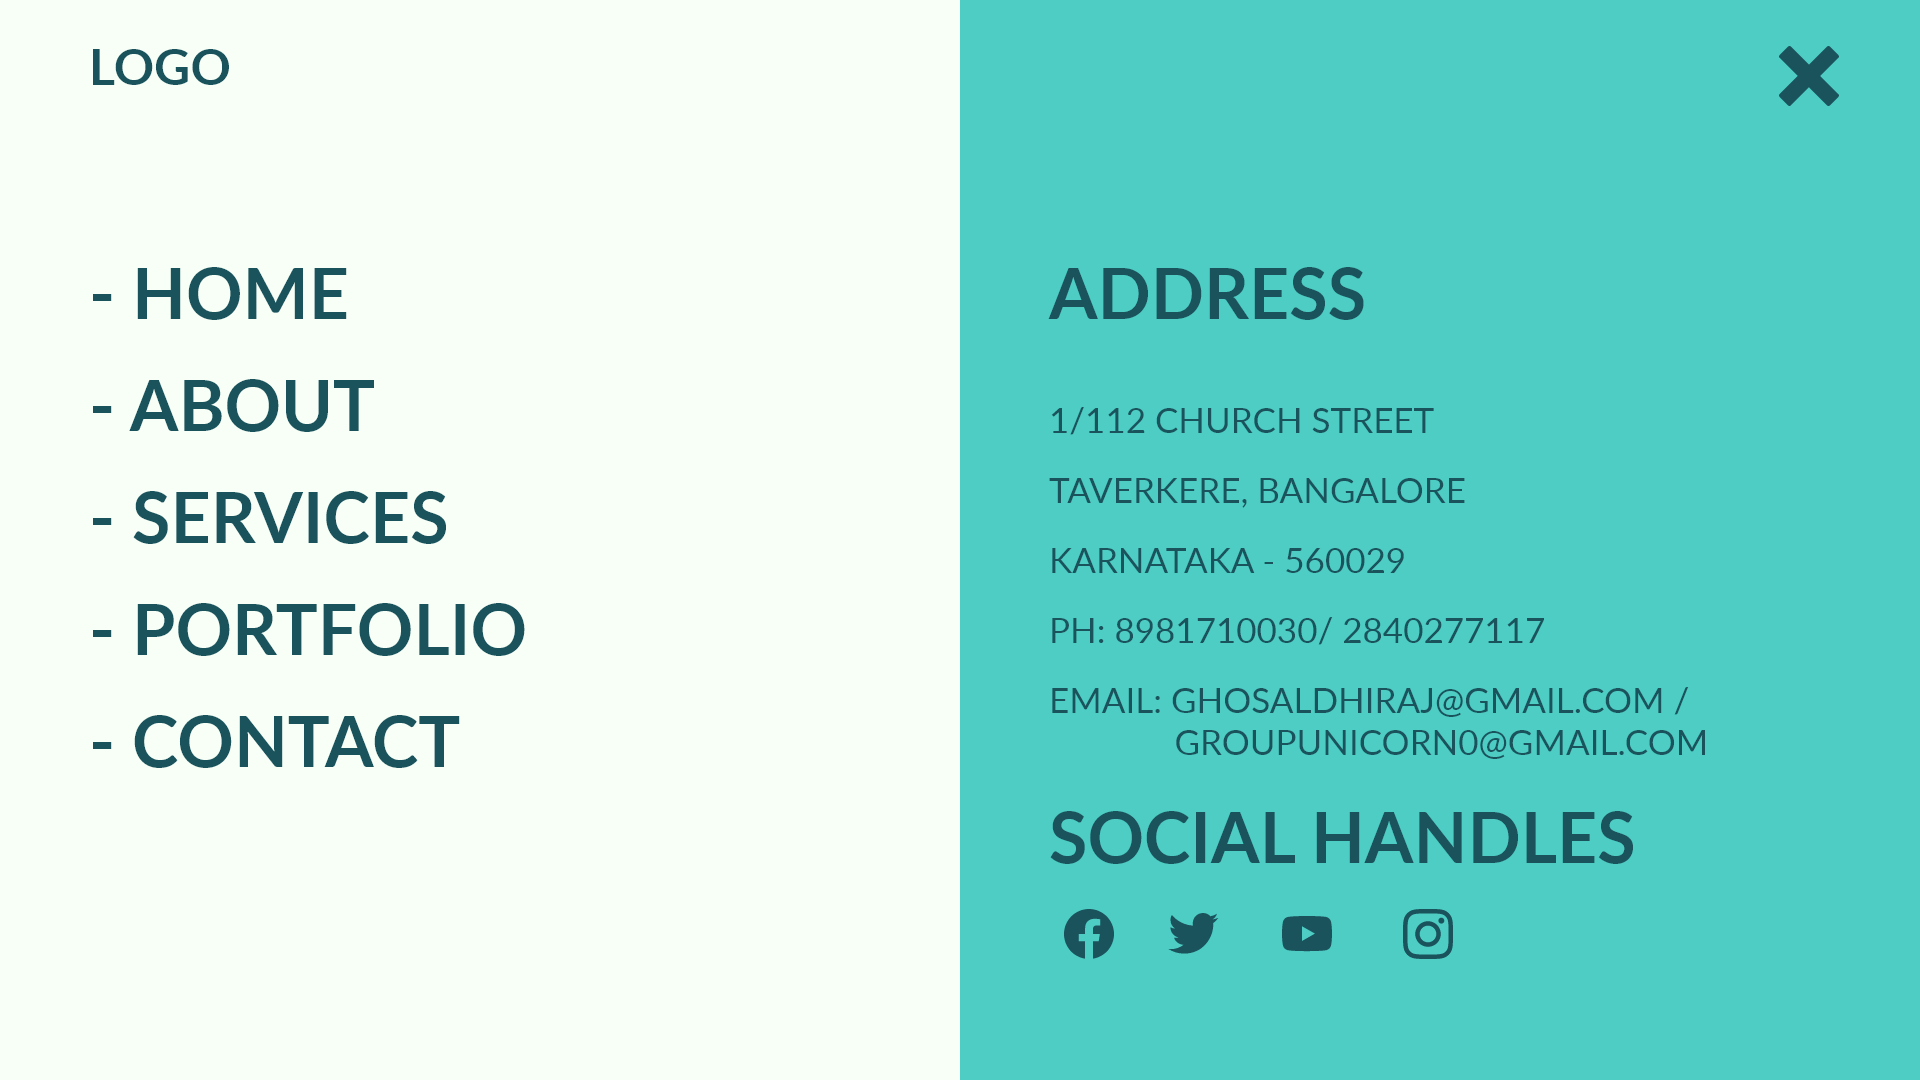 LOGO
- HOME
- ABOUT
- SERVICES
- PORTFOLIO
- CONTACT
ADDRESS
1/112 CHURCH STREET
TAVERKERE, BANGALORE
KARNATAKA - 560029
PH: 8981710030/ 2840277117
EMAIL: GHOSALDHIRAJ@GMAIL.COM /
GROUPUNICORN0@GMAIL.COM
SOCIAL HANDLES